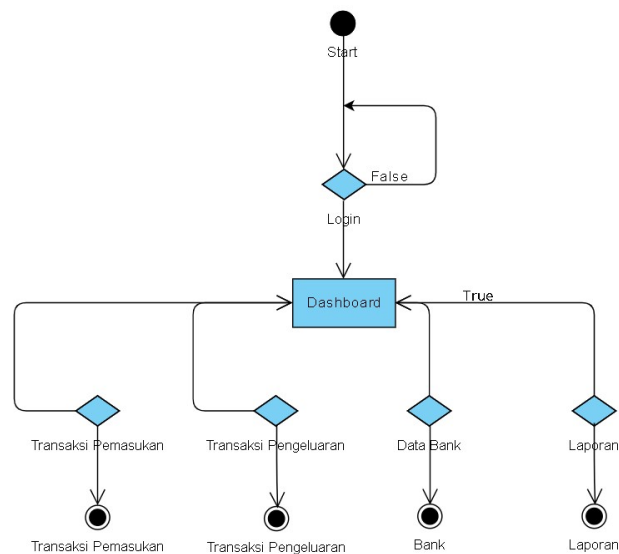 Start
False
Login
Dashboard
True
Transaksi Pemasukan
Transaksi Pengeluaran
Data Bank
Laporan
Transaksi Pemasukan
Transaksi Pengeluaran
Bank
Laporan